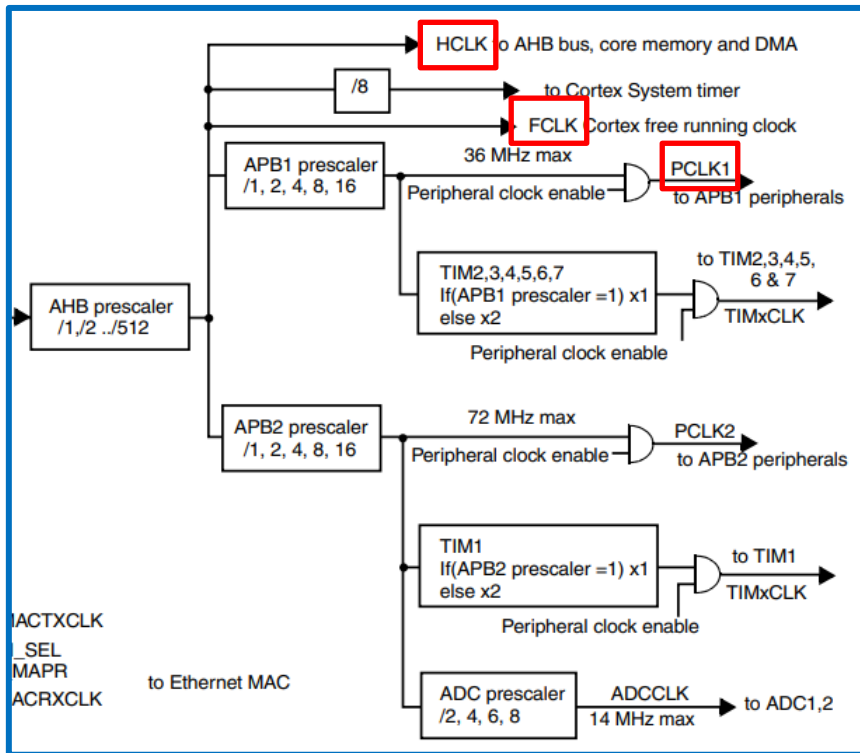 HCLK to AHB bus, core memory and DMA
/8
to Cortex System timer
FCLK Cortex free running clock
APB1 prescaler
/1, 2, 4, 8, 16
36 MHz max
Peripheral clock enable
PCLK1
to APB1 peripherals
TIM2,3,4,5,6,7
If(APB1 prescaler =1) x1
else x2
to TIM2,3,4,5,
6 & 7
TIMxCLK
Peripheral clock enable
AHB prescaler
/1,/2 ../512
APB2 prescaler
/1, 2, 4, 8, 16
72 MHz max
Peripheral clock enable
PCLK2
to APB2 peripherals
TIM1
If(APB2 prescaler =1) x1
else x2
to TIM1
TIMxCLK
Peripheral clock enable
MACTXCLK
I_SEL
MAPR
ACRXCLK
to Ethernet MAC
ADC prescaler
/2, 4, 6, 8
ADCCLK
14 MHz max
to ADC1,2